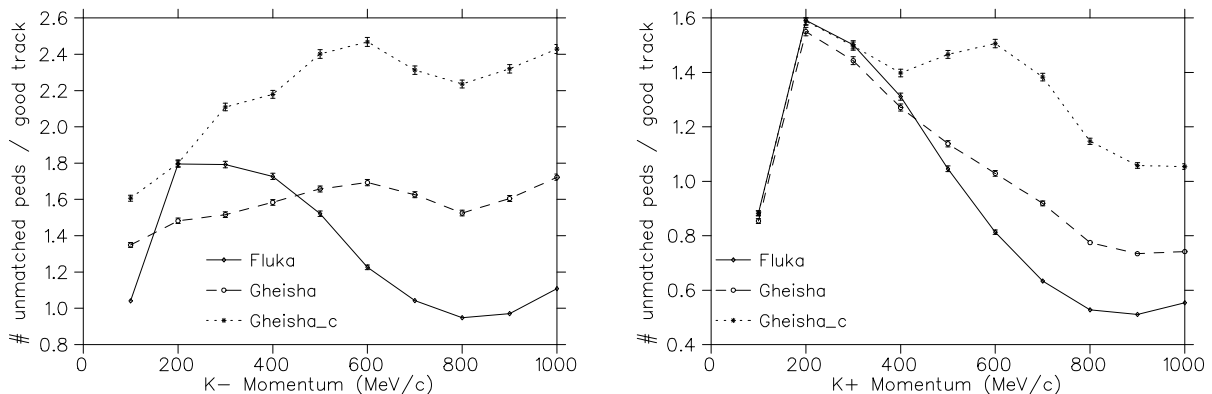 # unmatched peds / good track
2.6
2.4
2.2
2.0
1.8
1.6
1.4
1.2
1.0
0.8
Fluka
Gheisha
Gheisha_c
0 200 400 600 800 1000
K− Momentum (MeV/c)
# unmatched peds / good track
1.6
1.4
1.2
1.0
0.8
0.6
0.4
Fluka
Gheisha
Gheisha_c
0 200 400 600 800 1000
K+ Momentum (MeV/c)